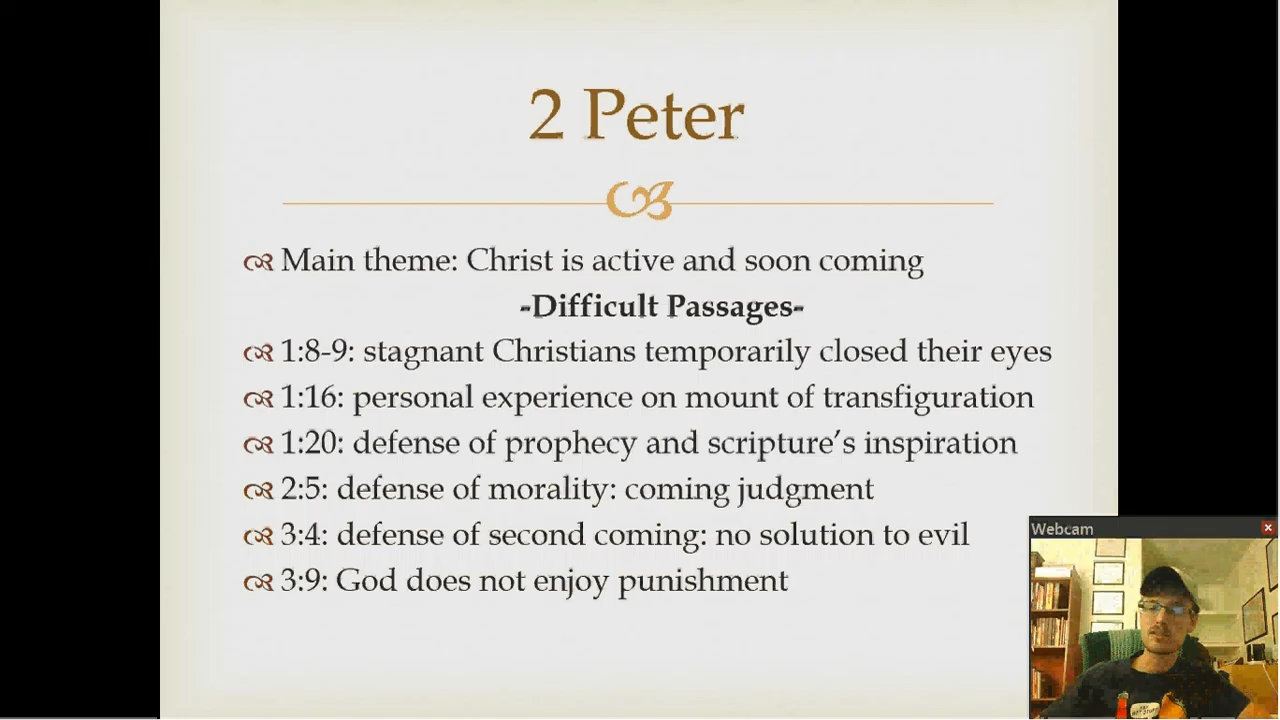 2 Peter
Main theme: Christ is active and soon coming
-Difficult Passages-
1:8-9: stagnant Christians temporarily closed their eyes
1:16: personal experience on mount of transfiguration
1:20: defense of prophecy and scripture’s inspiration
2:5: defense of morality: coming judgment
3:4: defense of second coming: no solution to evil
3:9: God does not enjoy punishment
Webcam